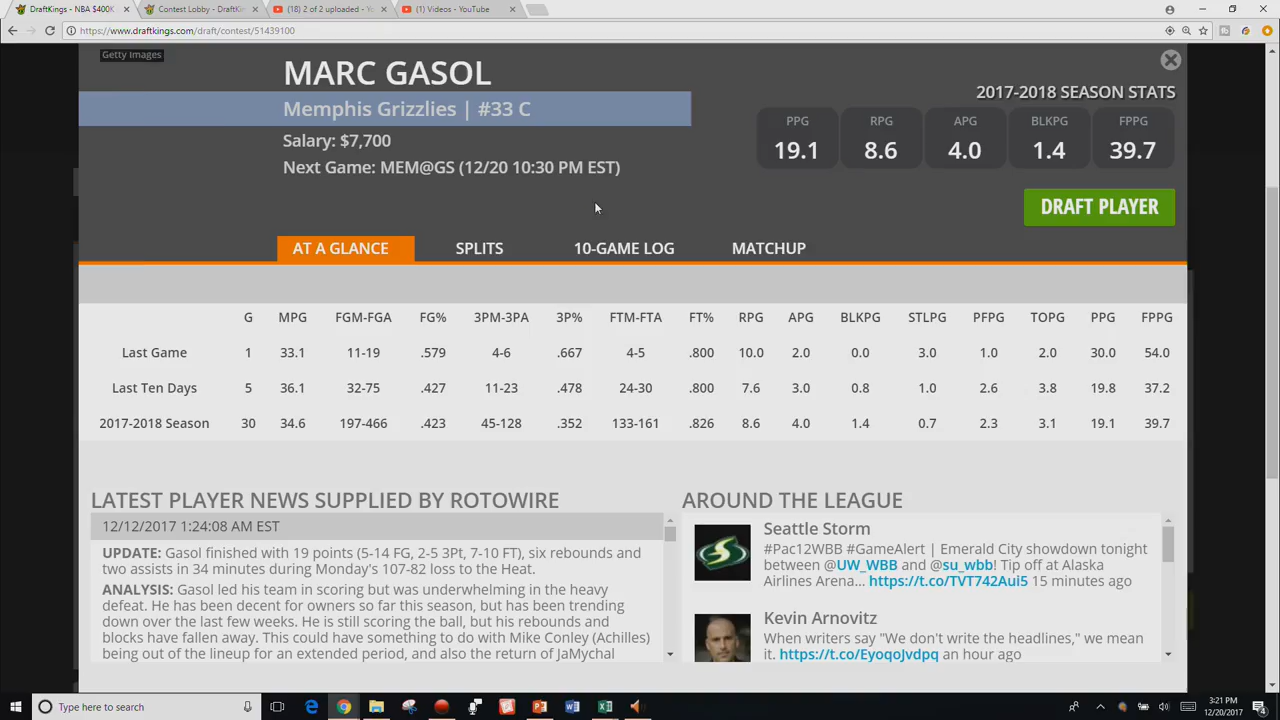 DraftKings - NBA $400K
Contest Lobby - DraftKin
(18) 2 of 2 uploaded - Yo
(1) Videos - YouTube
https://www.draftkings.com/draft/contest/51439100
Getty Images
MARC GASOL
Memphis Grizzlies | #33 C
Salary: $7,700
Next Game: MEM@GS (12/20 10:30 PM EST)
2017-2018 SEASON STATS
PPG RPG APG BLKPG FPPG
19.1 8.6 4.0 1.4 39.7
DRAFT PLAYER
AT A GLANCE SPLITS 10-GAME LOG MATCHUP
G MPG FGM-FGA FG% 3PM-3PA 3P% FTM-FTA FT% RPG APG BLKPG STLPG PFPG TOPG PPG FPPG
Last Game 1 33.1 11-19 .579 4-6 .667 4-5 .800 10.0 2.0 0.0 3.0 1.0 2.0 30.0 54.0
Last Ten Days 5 36.1 32-75 .427 11-23 .478 24-30 .800 7.6 3.0 0.8 1.0 2.6 3.8 19.8 37.2
2017-2018 Season 30 34.6 197-466 .423 45-128 .352 133-161 .826 8.6 4.0 1.4 0.7 2.3 3.1 19.1 39.7
LATEST PLAYER NEWS SUPPLIED BY ROTOWIRE
12/12/2017 1:24:08 AM EST
UPDATE: Gasol finished with 19 points (5-14 FG, 2-5 3Pt, 7-10 FT), six rebounds and
two assists in 34 minutes during Monday's 107-82 loss to the Heat.
ANALYSIS: Gasol led his team in scoring but was underwhelming in the heavy
defeat. He has been decent for owners so far this season, but has been trending
down over the last few weeks. He is still scoring the ball, but his rebounds and
blocks have fallen away. This could have something to do with Mike Conley (Achilles)
being out of the lineup for an extended period, and also the return of JaMychal
AROUND THE LEAGUE
Seattle Storm
#Pac12WBB #GameAlert | Emerald City showdown tonight
between @UW_WBB and @su_wbb! Tip off at Alaska
Airlines Arena... https://t.co/TVT742Aui5 15 minutes ago
Kevin Arnovitz
When writers say "We don't write the headlines," we mean
it. https://t.co/EyoqoJvdpq an hour ago
Type here to search
3:21 PM
12/20/2017